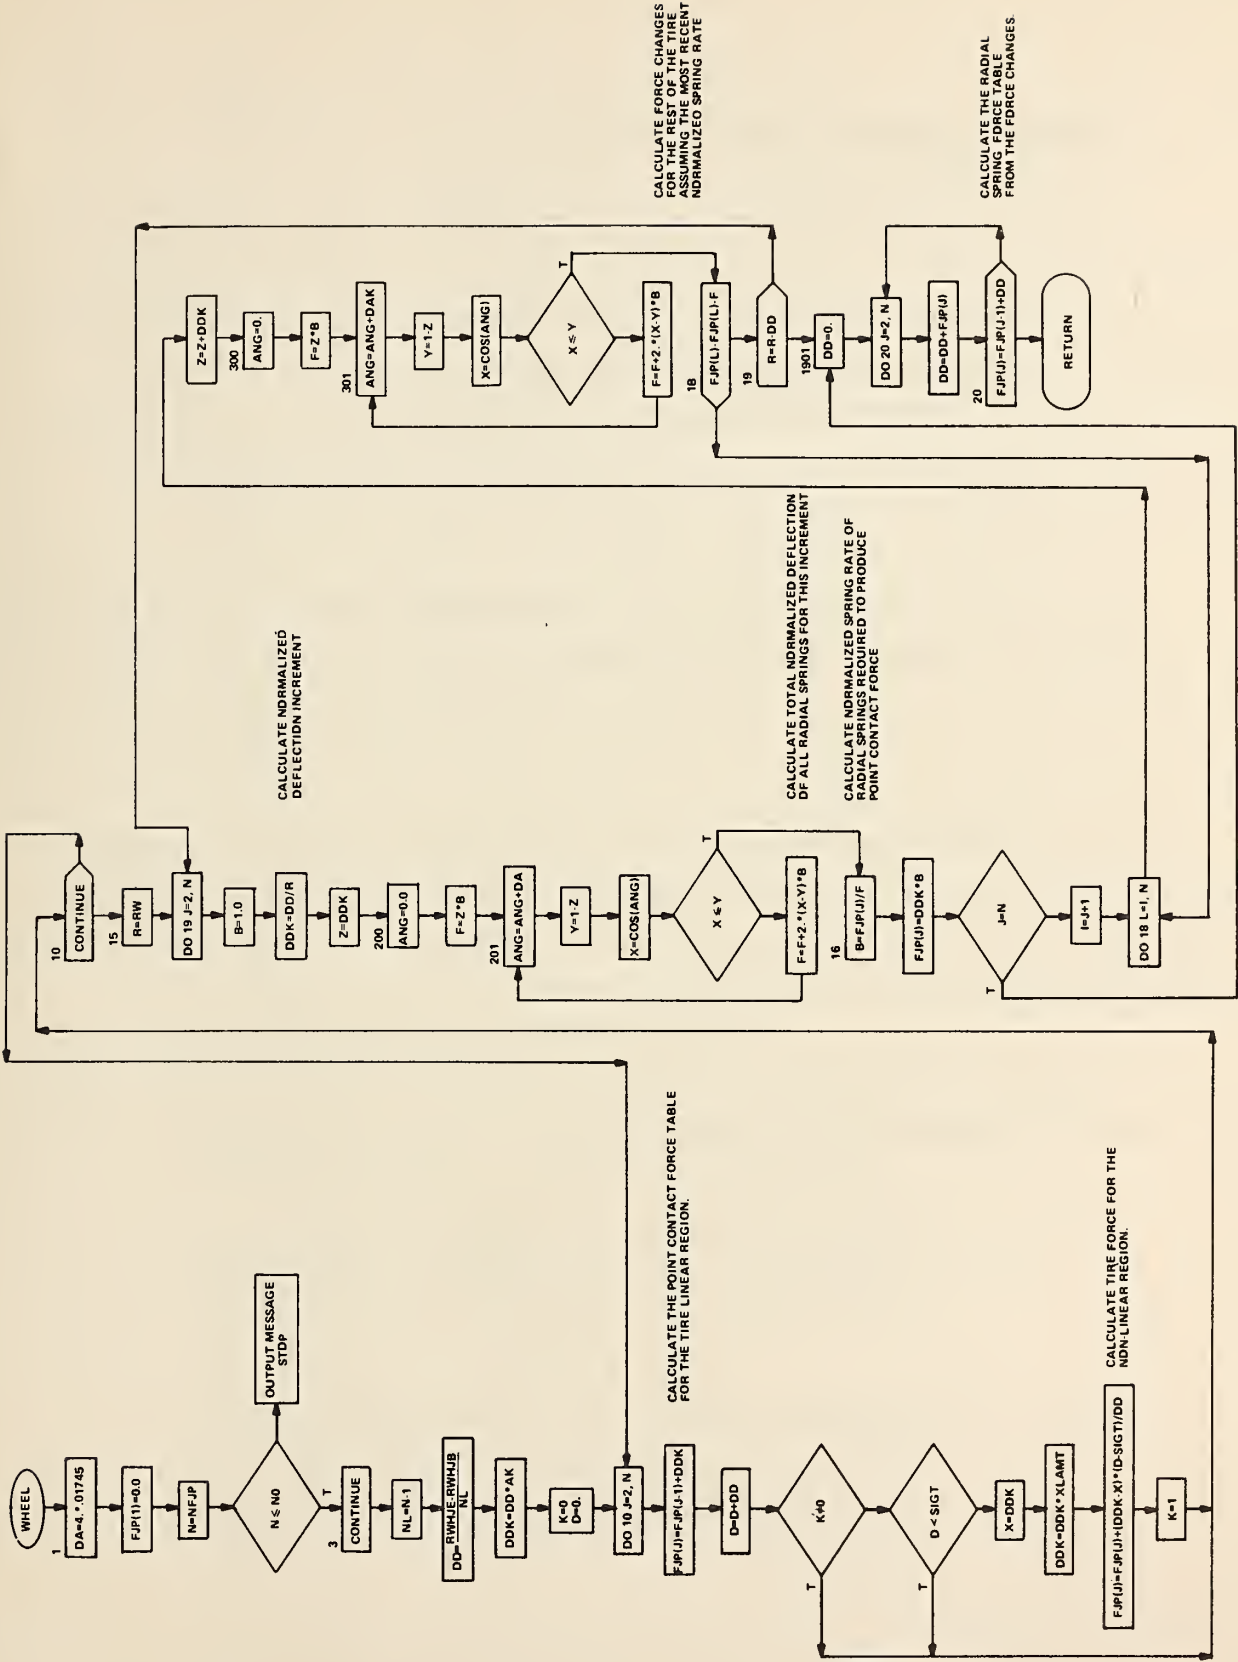 WHEEL
1
DA=4.*.01745
FJP(1)=0.0
N=NFJP
N ≤ N0
OUTPUT MESSAGE
STDP
T
3
CONTINUE
NL=N-1
DD= RWHJE-RWHJB
NL
DDK=DD*AK
K=0
D=0.
DO 10 J=2, N
FJP(J)=FJP(J-1)+DDK
CALCULATE THE POINT CONTACT FORCE TABLE
FOR THE TIRE LINEAR REGION.
D=D+DD
K≠0
T
D < SIGT
T
X=DDK
DDK=DDK*XLAMT
FJP(J)=FJP(J)+(DDK-X)*(D-SIGT)/DD
CALCULATE TIRE FORCE FOR THE
NDN-LINEAR REGION.
K=1
10
CONTINUE
15
R=RW
DO 19 J=2, N
B=1.0
DDK=DD/R
CALCULATE NDRMALIZED
DEFLECTION INCREMENT
Z=DDK
200
ANG=0.0
F=Z*B
201
ANG=ANG+DA
Y=1-Z
X=COS(ANG)
X ≤ Y
T
F=F+2.*(X-Y)*B
CALCULATE TOTAL NDRMALIZED DEFLECTION
DF ALL RADIAL SPRINGS FOR THIS INCREMENT
16
B=FJP(J)/F
CALCULATE NDRMALIZED SPRING RATE OF
RADIAL SPRINGS REQUIRED TO PRODUCE
POINT CONTACT FORCE
FJP(J)=DDK*B
J=N
T
I=J+1
DO 18 L=I, N
Z=Z+DDK
300
ANG=0.
F=Z*B
301
ANG=ANG+DAK
Y=1-Z
X=COS(ANG)
X ≤ Y
T
F=F+2.*(X-Y)*B
CALCULATE FORCE CHANGES
FOR THE REST OF THE TIRE
ASSUMING THE MOST RECENT
NDRMALIZED SPRING RATE
18
FJP(L)-FJP(L)-F
19
R=R-DD
1901
DD=0.
DO 20 J=2, N
DD=DD+FJP(J)
20
FJP(J)=FJP(J-1)+DD
CALCULATE THE RADIAL
SPRING FDRCE TABLE
FROM THE FDRCE CHANGES.
RETURN